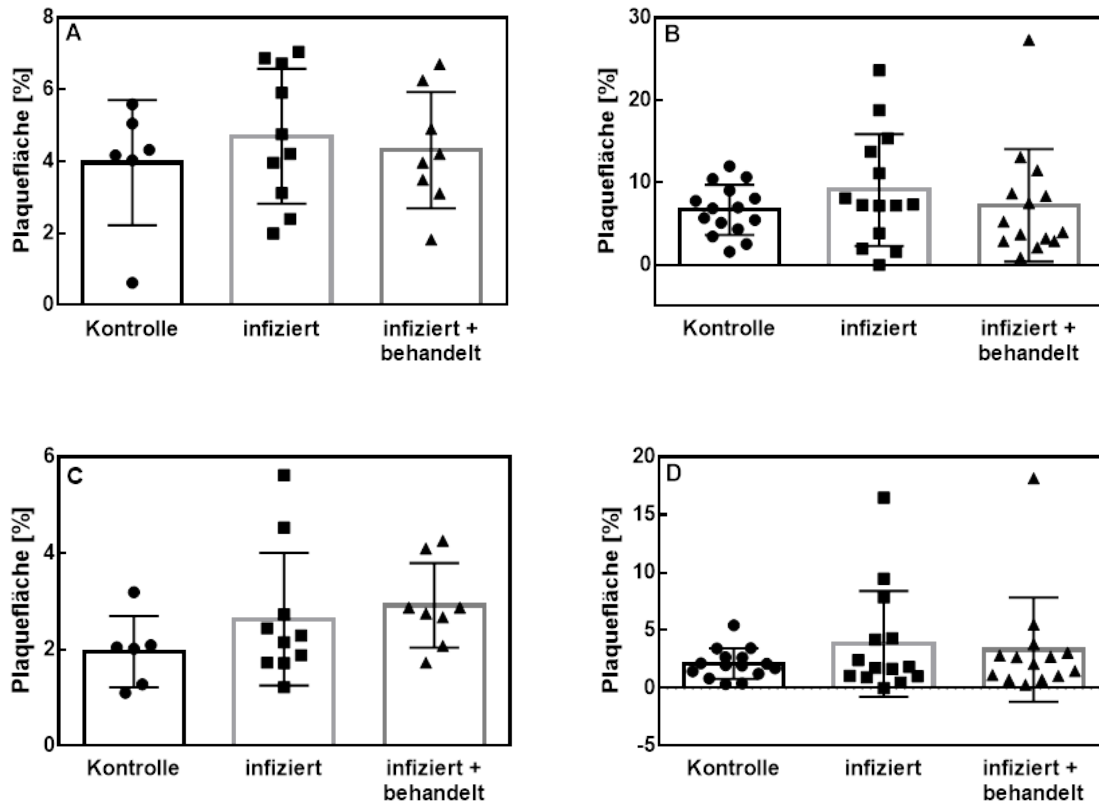 A
Plaquefläche [%]
8
6
4
2
0
Kontrolle
infiziert
infiziert +
behandelt
B
Plaquefläche [%]
30
20
10
0
Kontrolle
infiziert
infiziert +
behandelt
C
Plaquefläche [%]
6
4
2
0
Kontrolle
infiziert
infiziert +
behandelt
D
Plaquefläche [%]
20
15
10
5
0
-5
Kontrolle
infiziert
infiziert +
behandelt